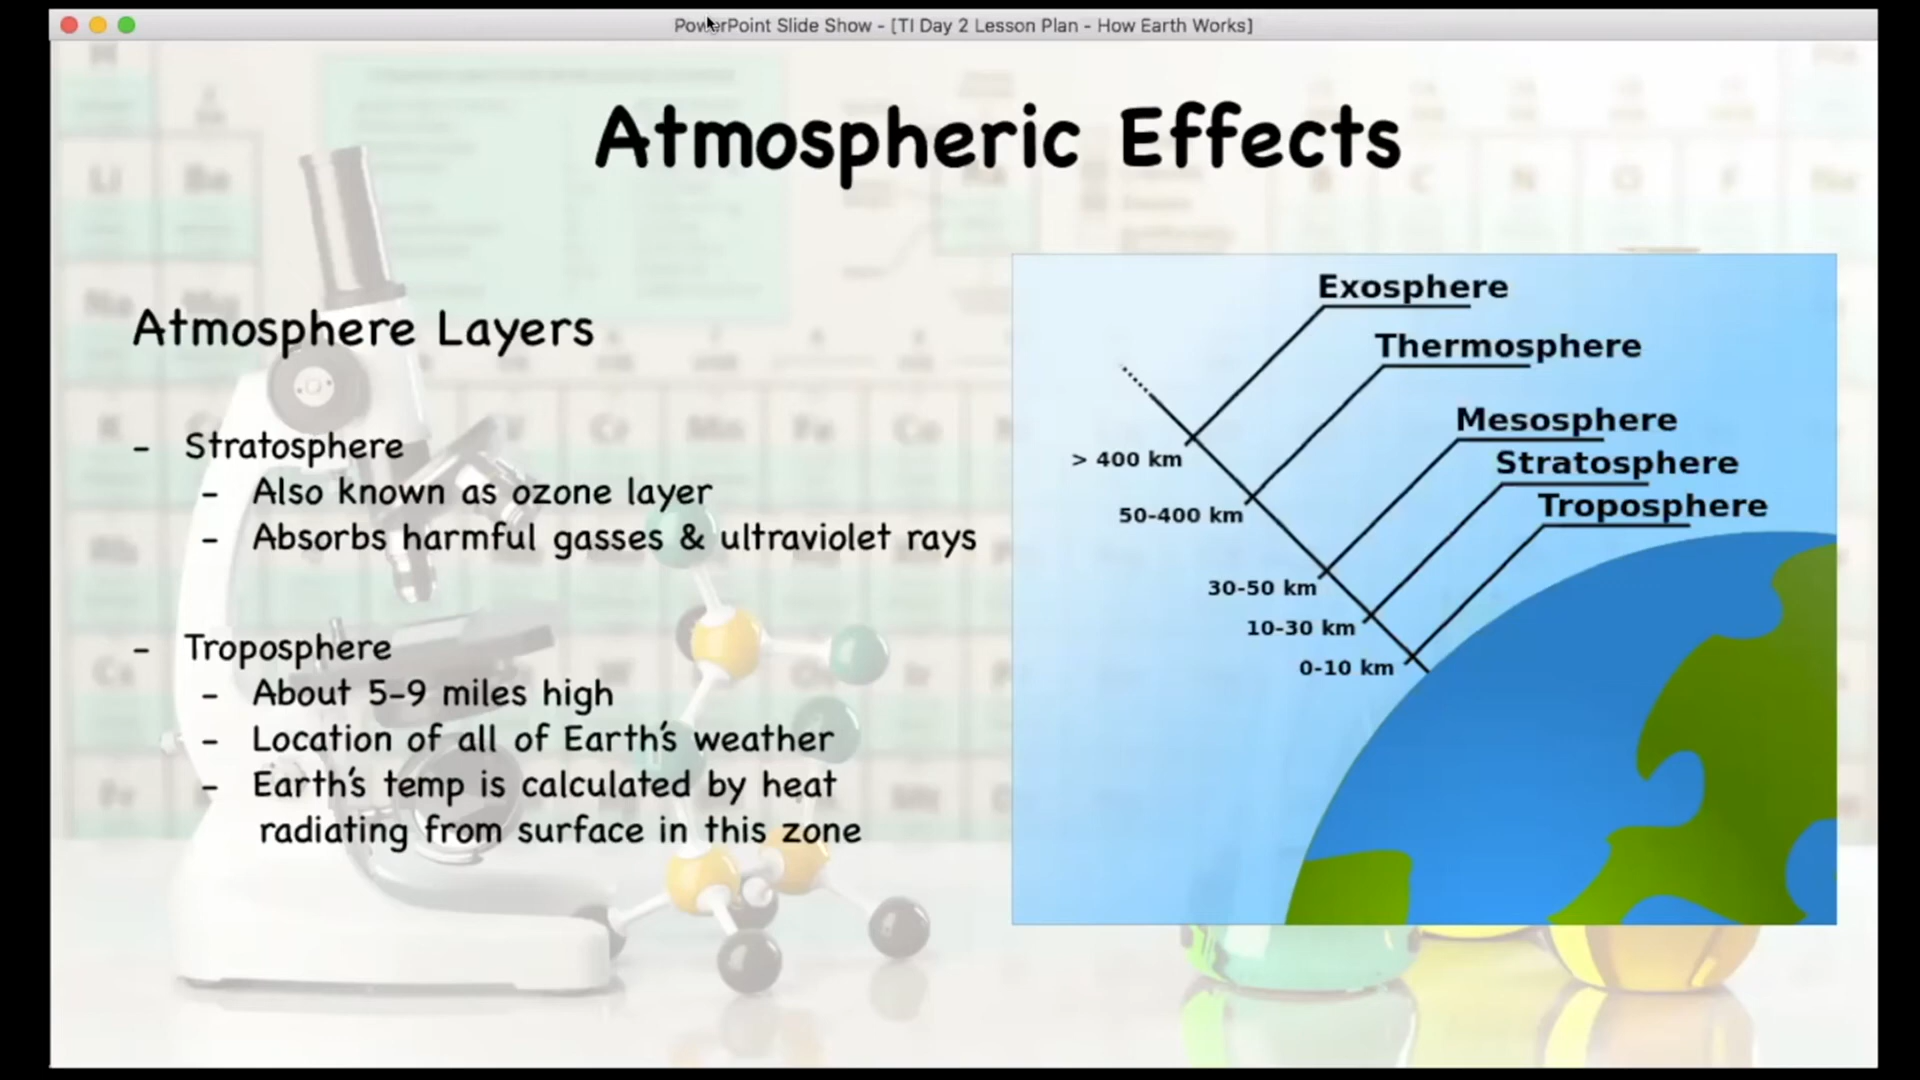 PowerPoint Slide Show - [TI Day 2 Lesson Plan - How Earth Works]
Atmospheric Effects
Atmosphere Layers
- Stratosphere
- Also known as ozone layer
- Absorbs harmful gasses & ultraviolet rays
- Troposphere
- About 5-9 miles high
- Location of all of Earth's weather
- Earth's temp is calculated by heat
radiating from surface in this zone
Exosphere
Thermosphere
Mesosphere
Stratosphere
Troposphere
> 400 km
50-400 km
30-50 km
10-30 km
0-10 km
Li
Be